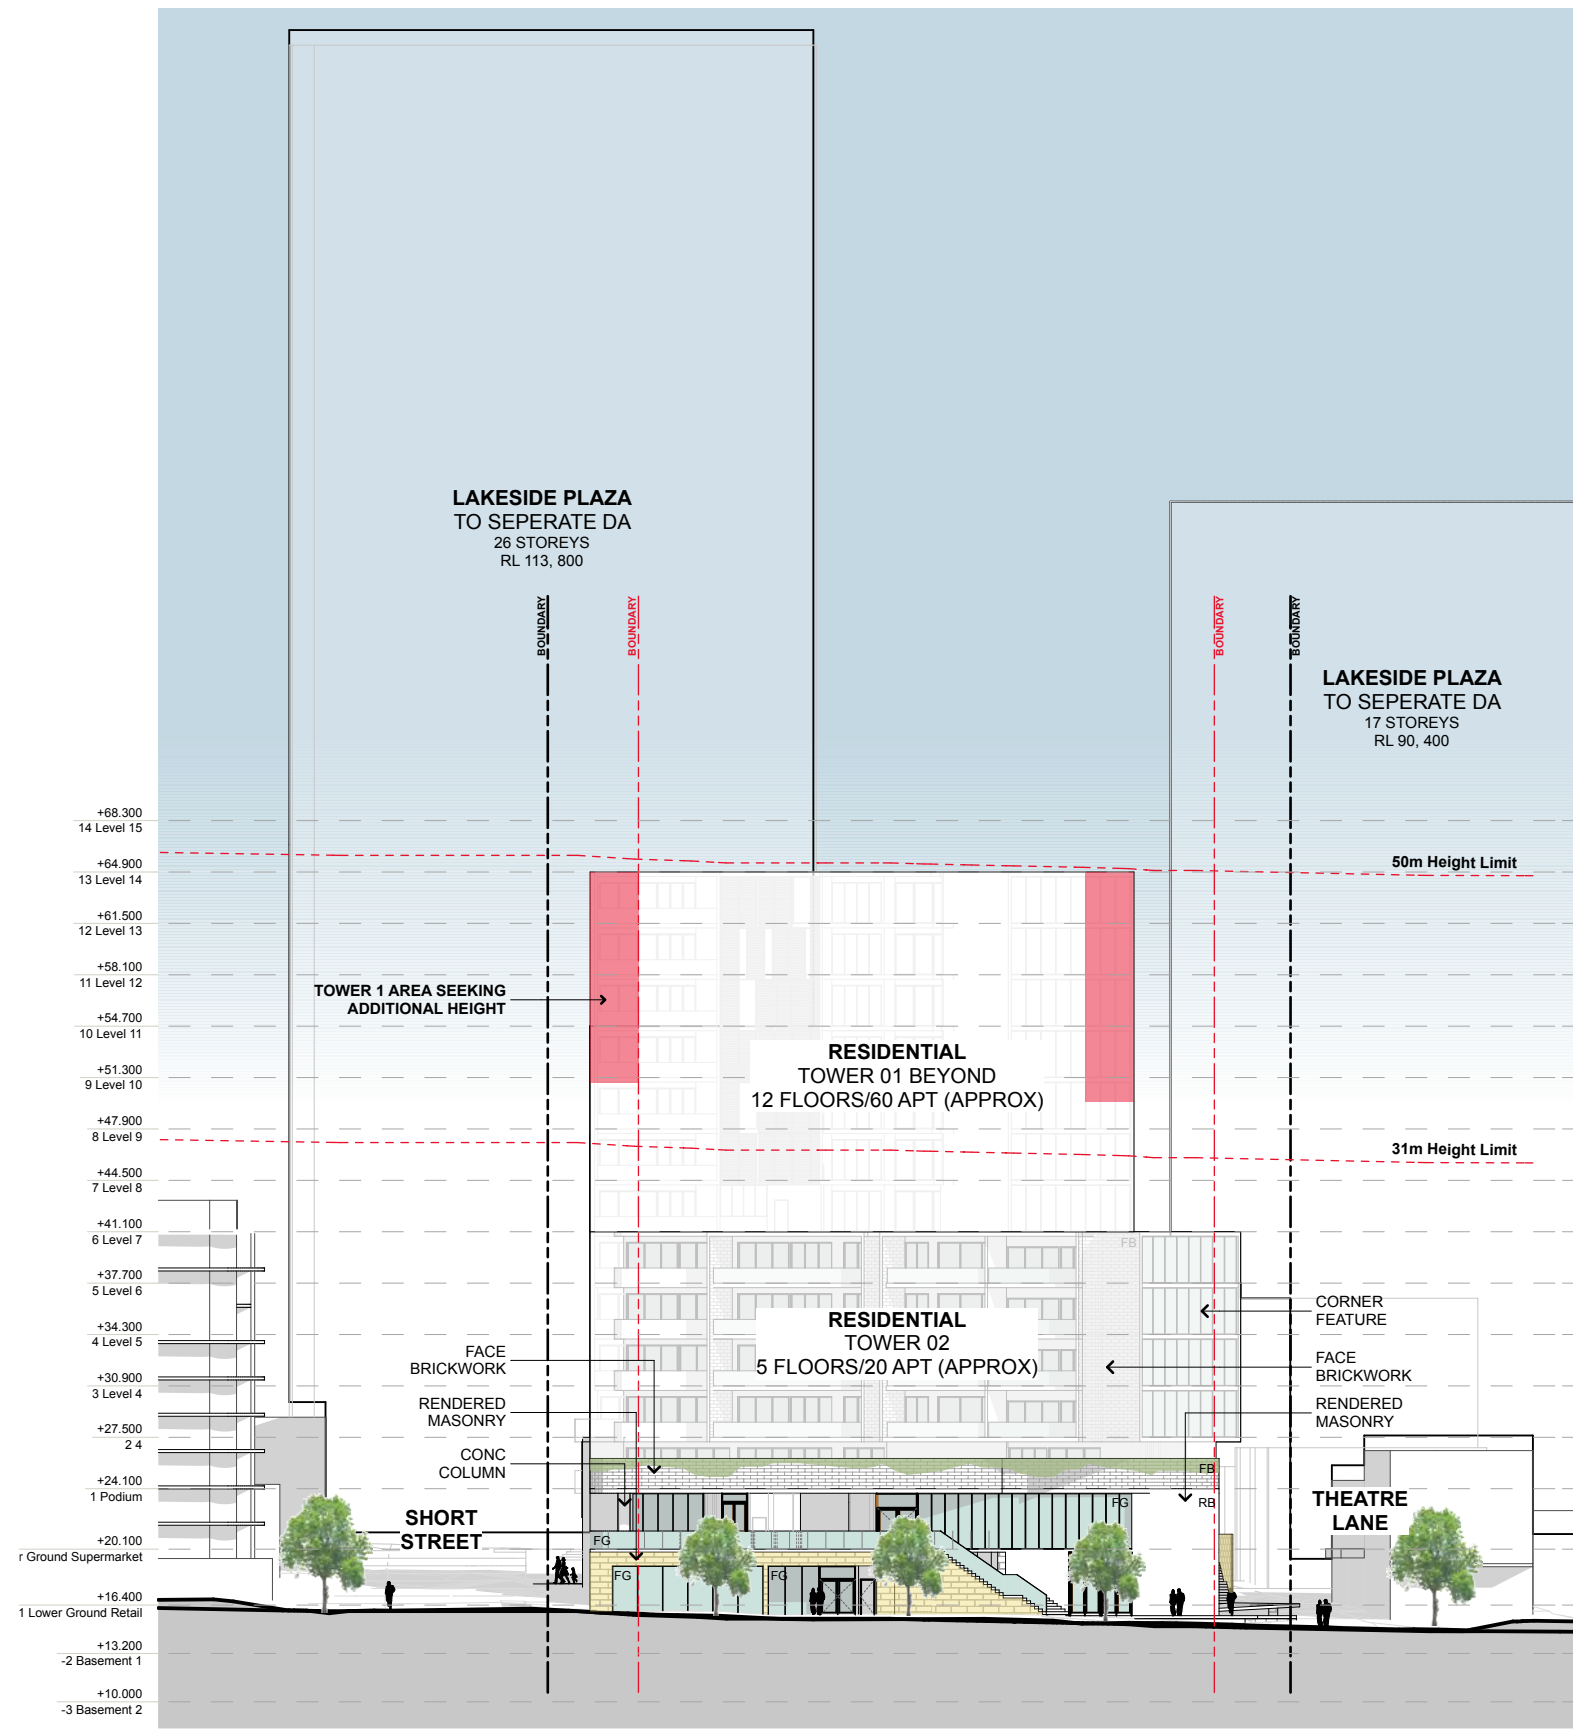 LAKESIDE PLAZA
TO SEPERATE DA
26 STOREYS
RL 113, 800
BOUNDARY
BOUNDARY
BOUNDARY
BOUNDARY
LAKESIDE PLAZA
TO SEPERATE DA
17 STOREYS
RL 90, 400
+68.300
14 Level 15
+64.900
13 Level 14
50m Height Limit
+61.500
12 Level 13
+58.100
11 Level 12
TOWER 1 AREA SEEKING
ADDITIONAL HEIGHT
+54.700
10 Level 11
RESIDENTIAL
TOWER 01 BEYOND
12 FLOORS/60 APT (APPROX)
+51.300
9 Level 10
+47.900
8 Level 9
31m Height Limit
+44.500
7 Level 8
+41.100
6 Level 7
FB
+37.700
5 Level 6
CORNER
FEATURE
RESIDENTIAL
TOWER 02
5 FLOORS/20 APT (APPROX)
+34.300
4 Level 5
FACE
BRICKWORK
FACE
BRICKWORK
+30.900
3 Level 4
RENDERED
MASONRY
RENDERED
MASONRY
+27.500
2 4
CONC
COLUMN
FB
+24.100
1 Podium
FG
RB
SHORT
STREET
THEATRE
LANE
FG
+20.100
r Ground Supermarket
FG
FG
+16.400
1 Lower Ground Retail
+13.200
-2 Basement 1
+10.000
-3 Basement 2